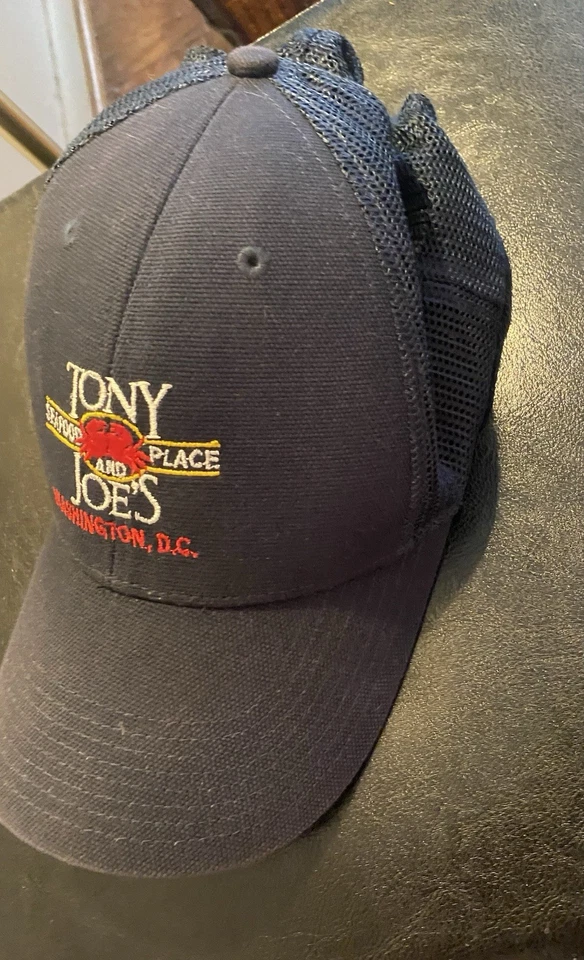 TONY
SEAFOOD PLACE
AND
JOE'S
WASHINGTON, D.C.